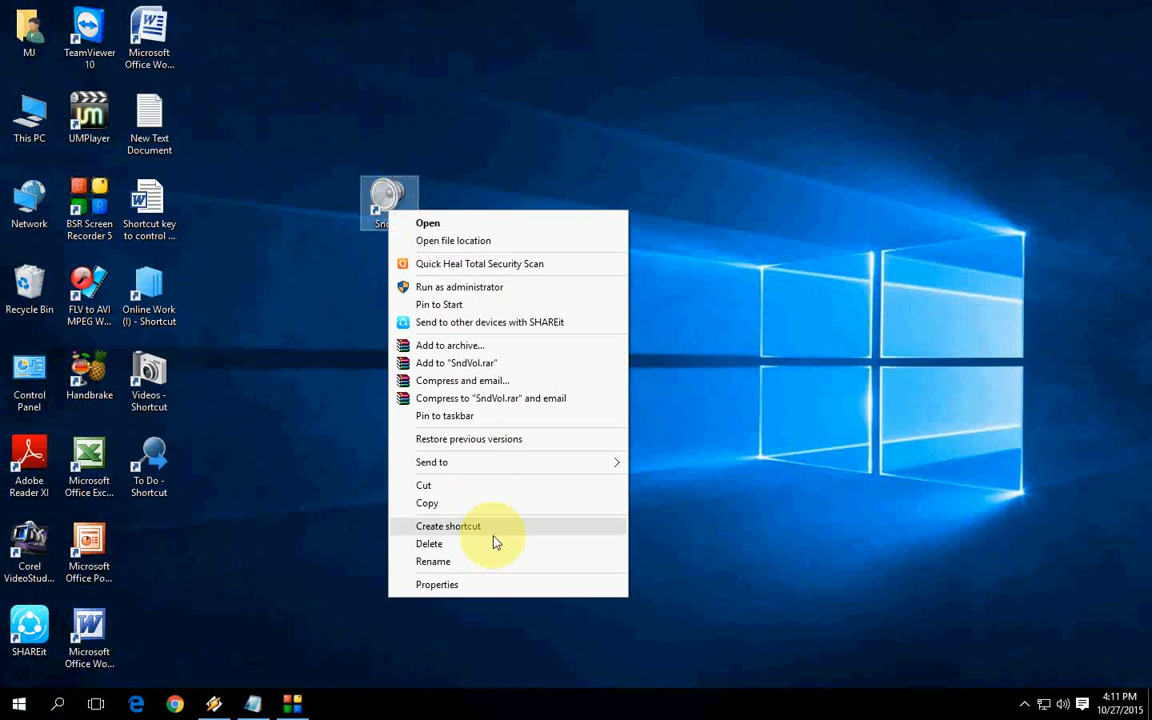 MJ
TeamViewer
10
Microsoft
Office Wo...
This PC
UMPlayer
New Text
Document
Network
BSR Screen
Recorder 5
Shortcut key
to control ...
Recycle Bin
FLV to AVI
MPEG W...
Online Work
(I) - Shortcut
Control
Panel
Handbrake
Videos -
Shortcut
Adobe
Reader XI
Microsoft
Office Exc...
To Do -
Shortcut
Corel
VideoStud...
Microsoft
Office Po...
SHAREit
Microsoft
Office Wo...
Open
Open file location
Quick Heal Total Security Scan
Run as administrator
Pin to Start
Send to other devices with SHAREit
Add to archive...
Add to "SndVol.rar"
Compress and email...
Compress to "SndVol.rar" and email
Pin to taskbar
Restore previous versions
Send to
Cut
Copy
Create shortcut
Delete
Rename
Properties
4:11 PM
10/27/2015